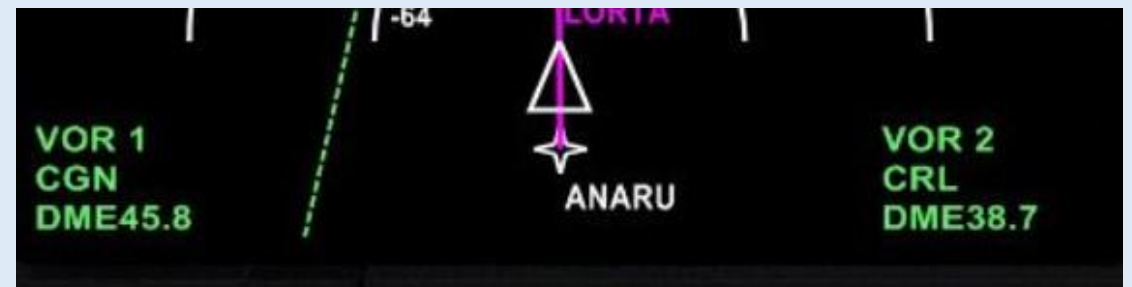 -64
LORTA
VOR 1
CGN
DME45.8
ANARU
VOR 2
CRL
DME38.7